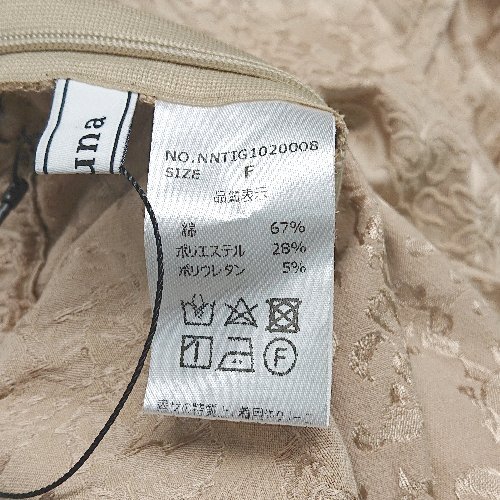 una
NO.NNTIG1020008
SIZE F
品質表示
綿 67%
ポリエステル 28%
ポリウレタン 5%
F